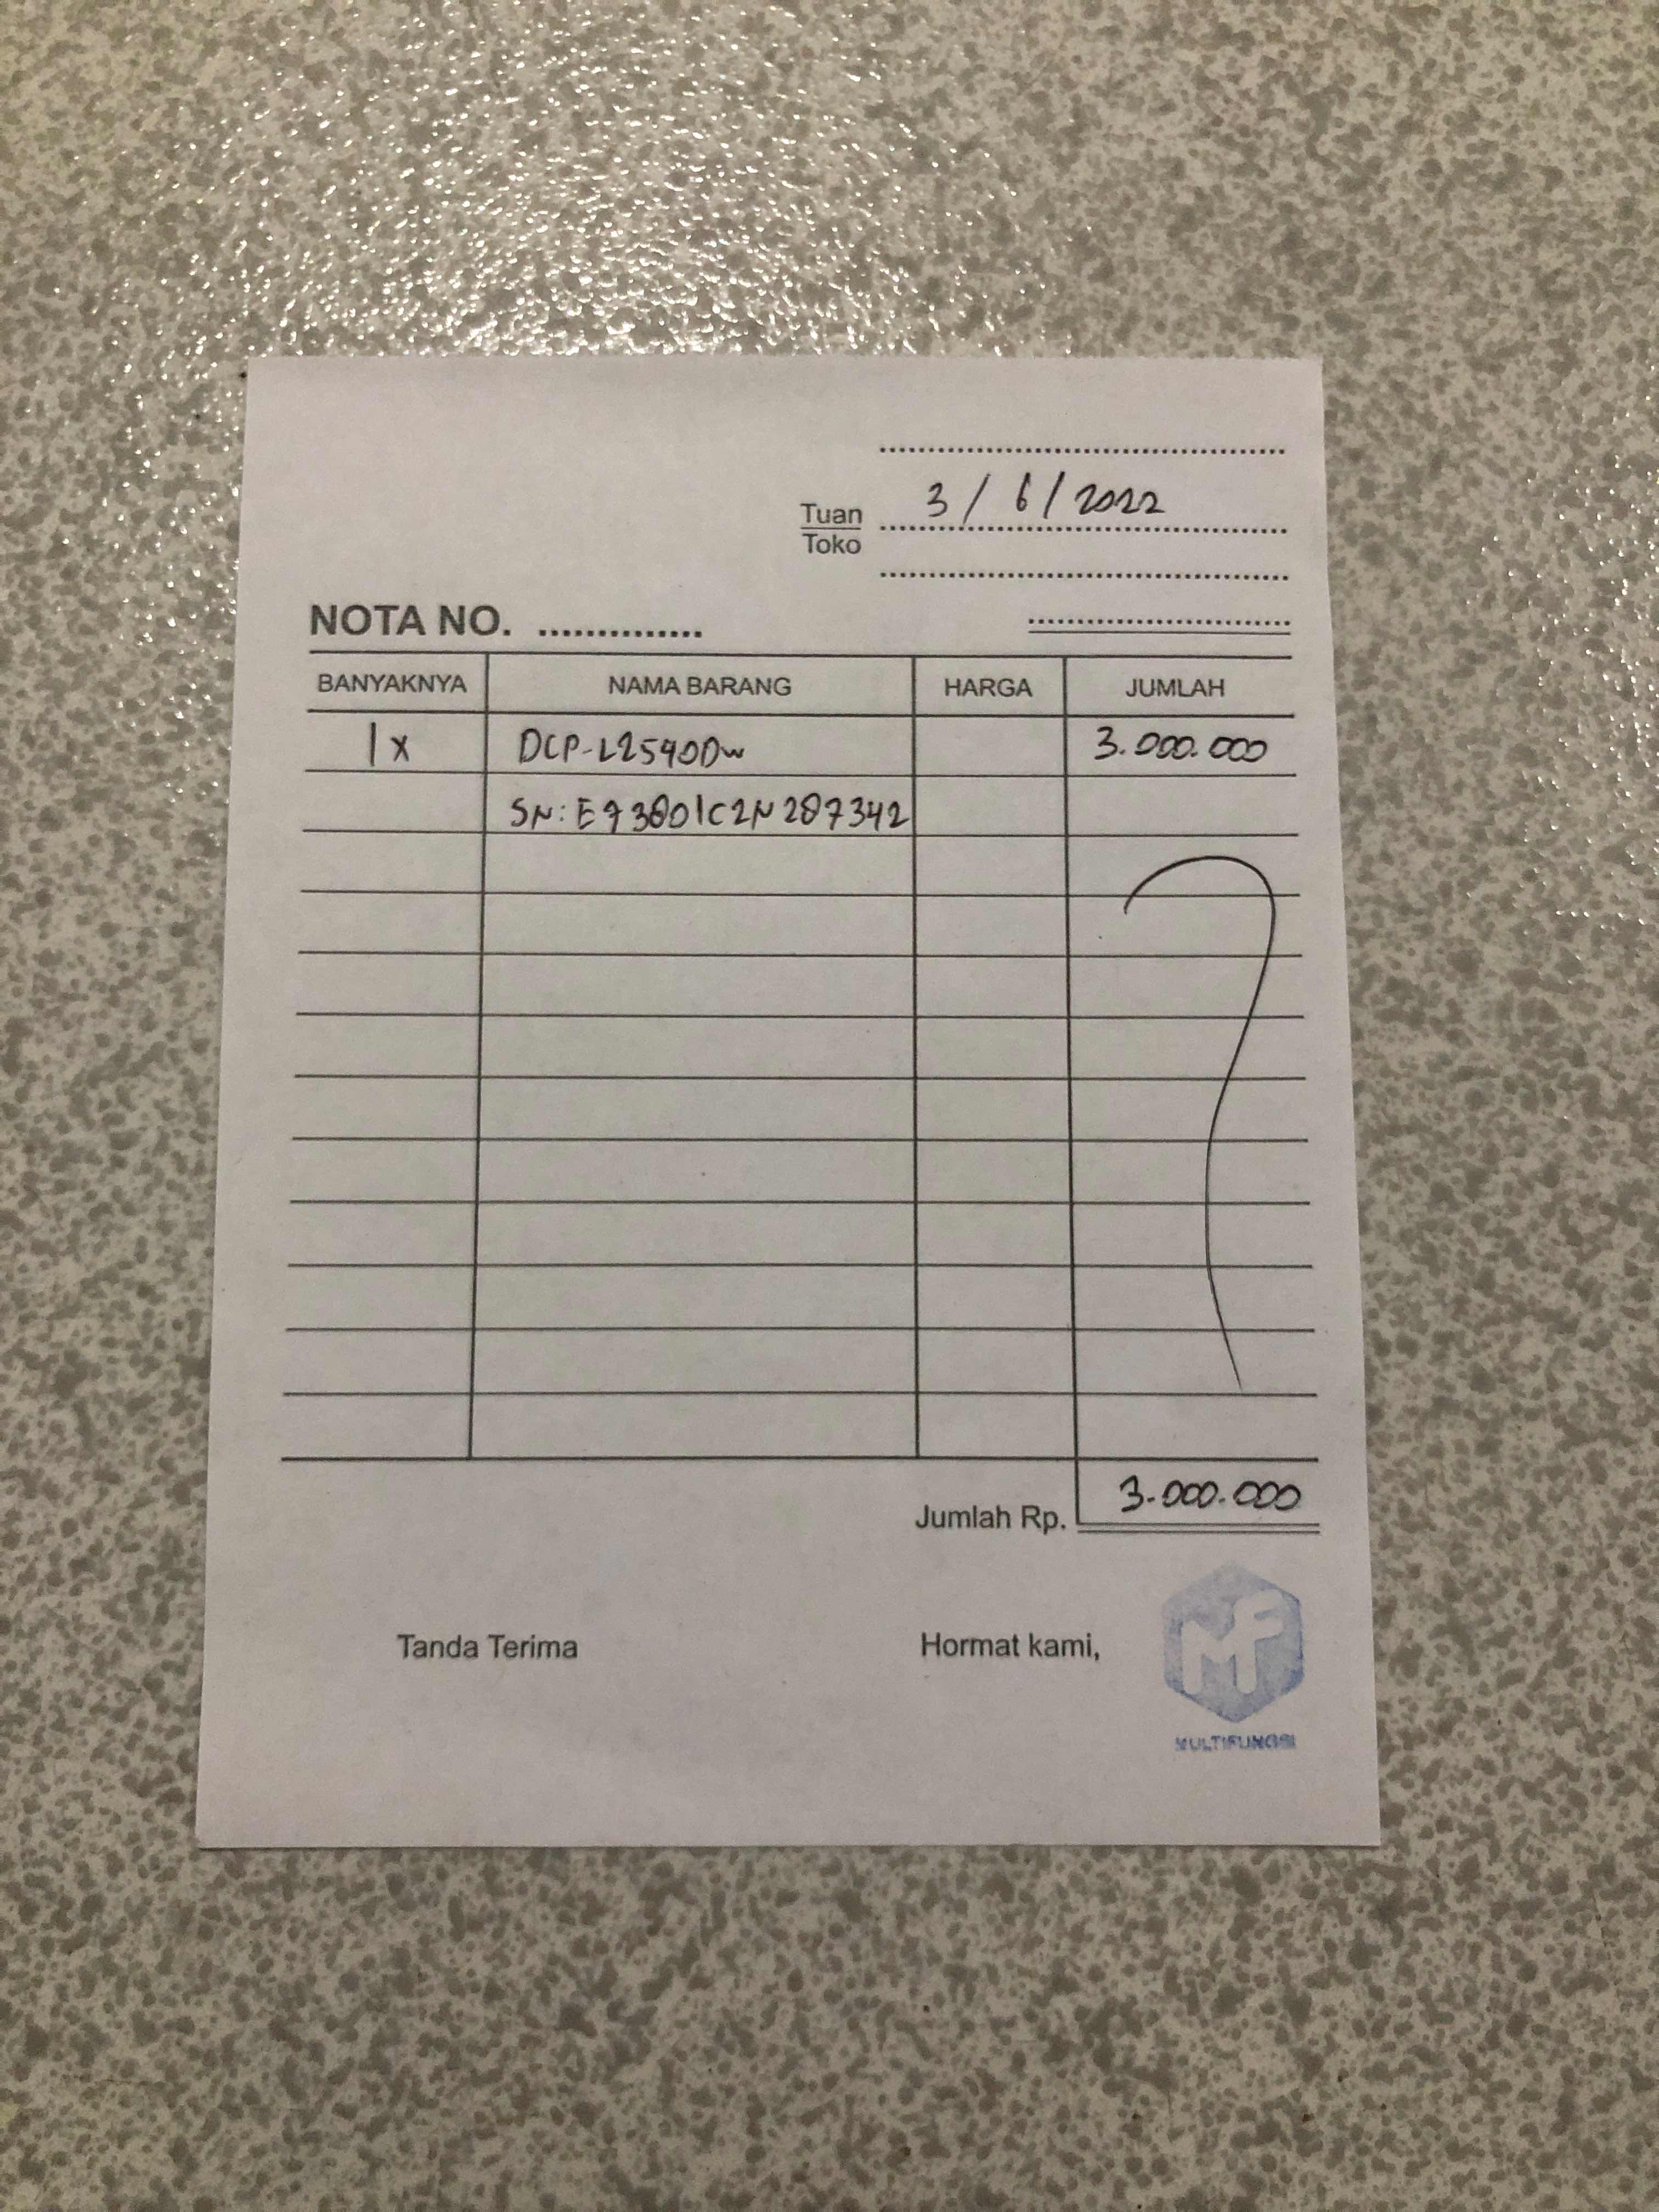 3/6/2022
Tuan
Toko
NOTA NO. ..............
BANYAKNYA NAMA BARANG HARGA JUMLAH
1x DCP-L2540Dw 3.000.000
SN: E73801C2N287342
Jumlah Rp. 3.000.000
Tanda Terima Hormat kami,
MF
MULTIFUNGSI